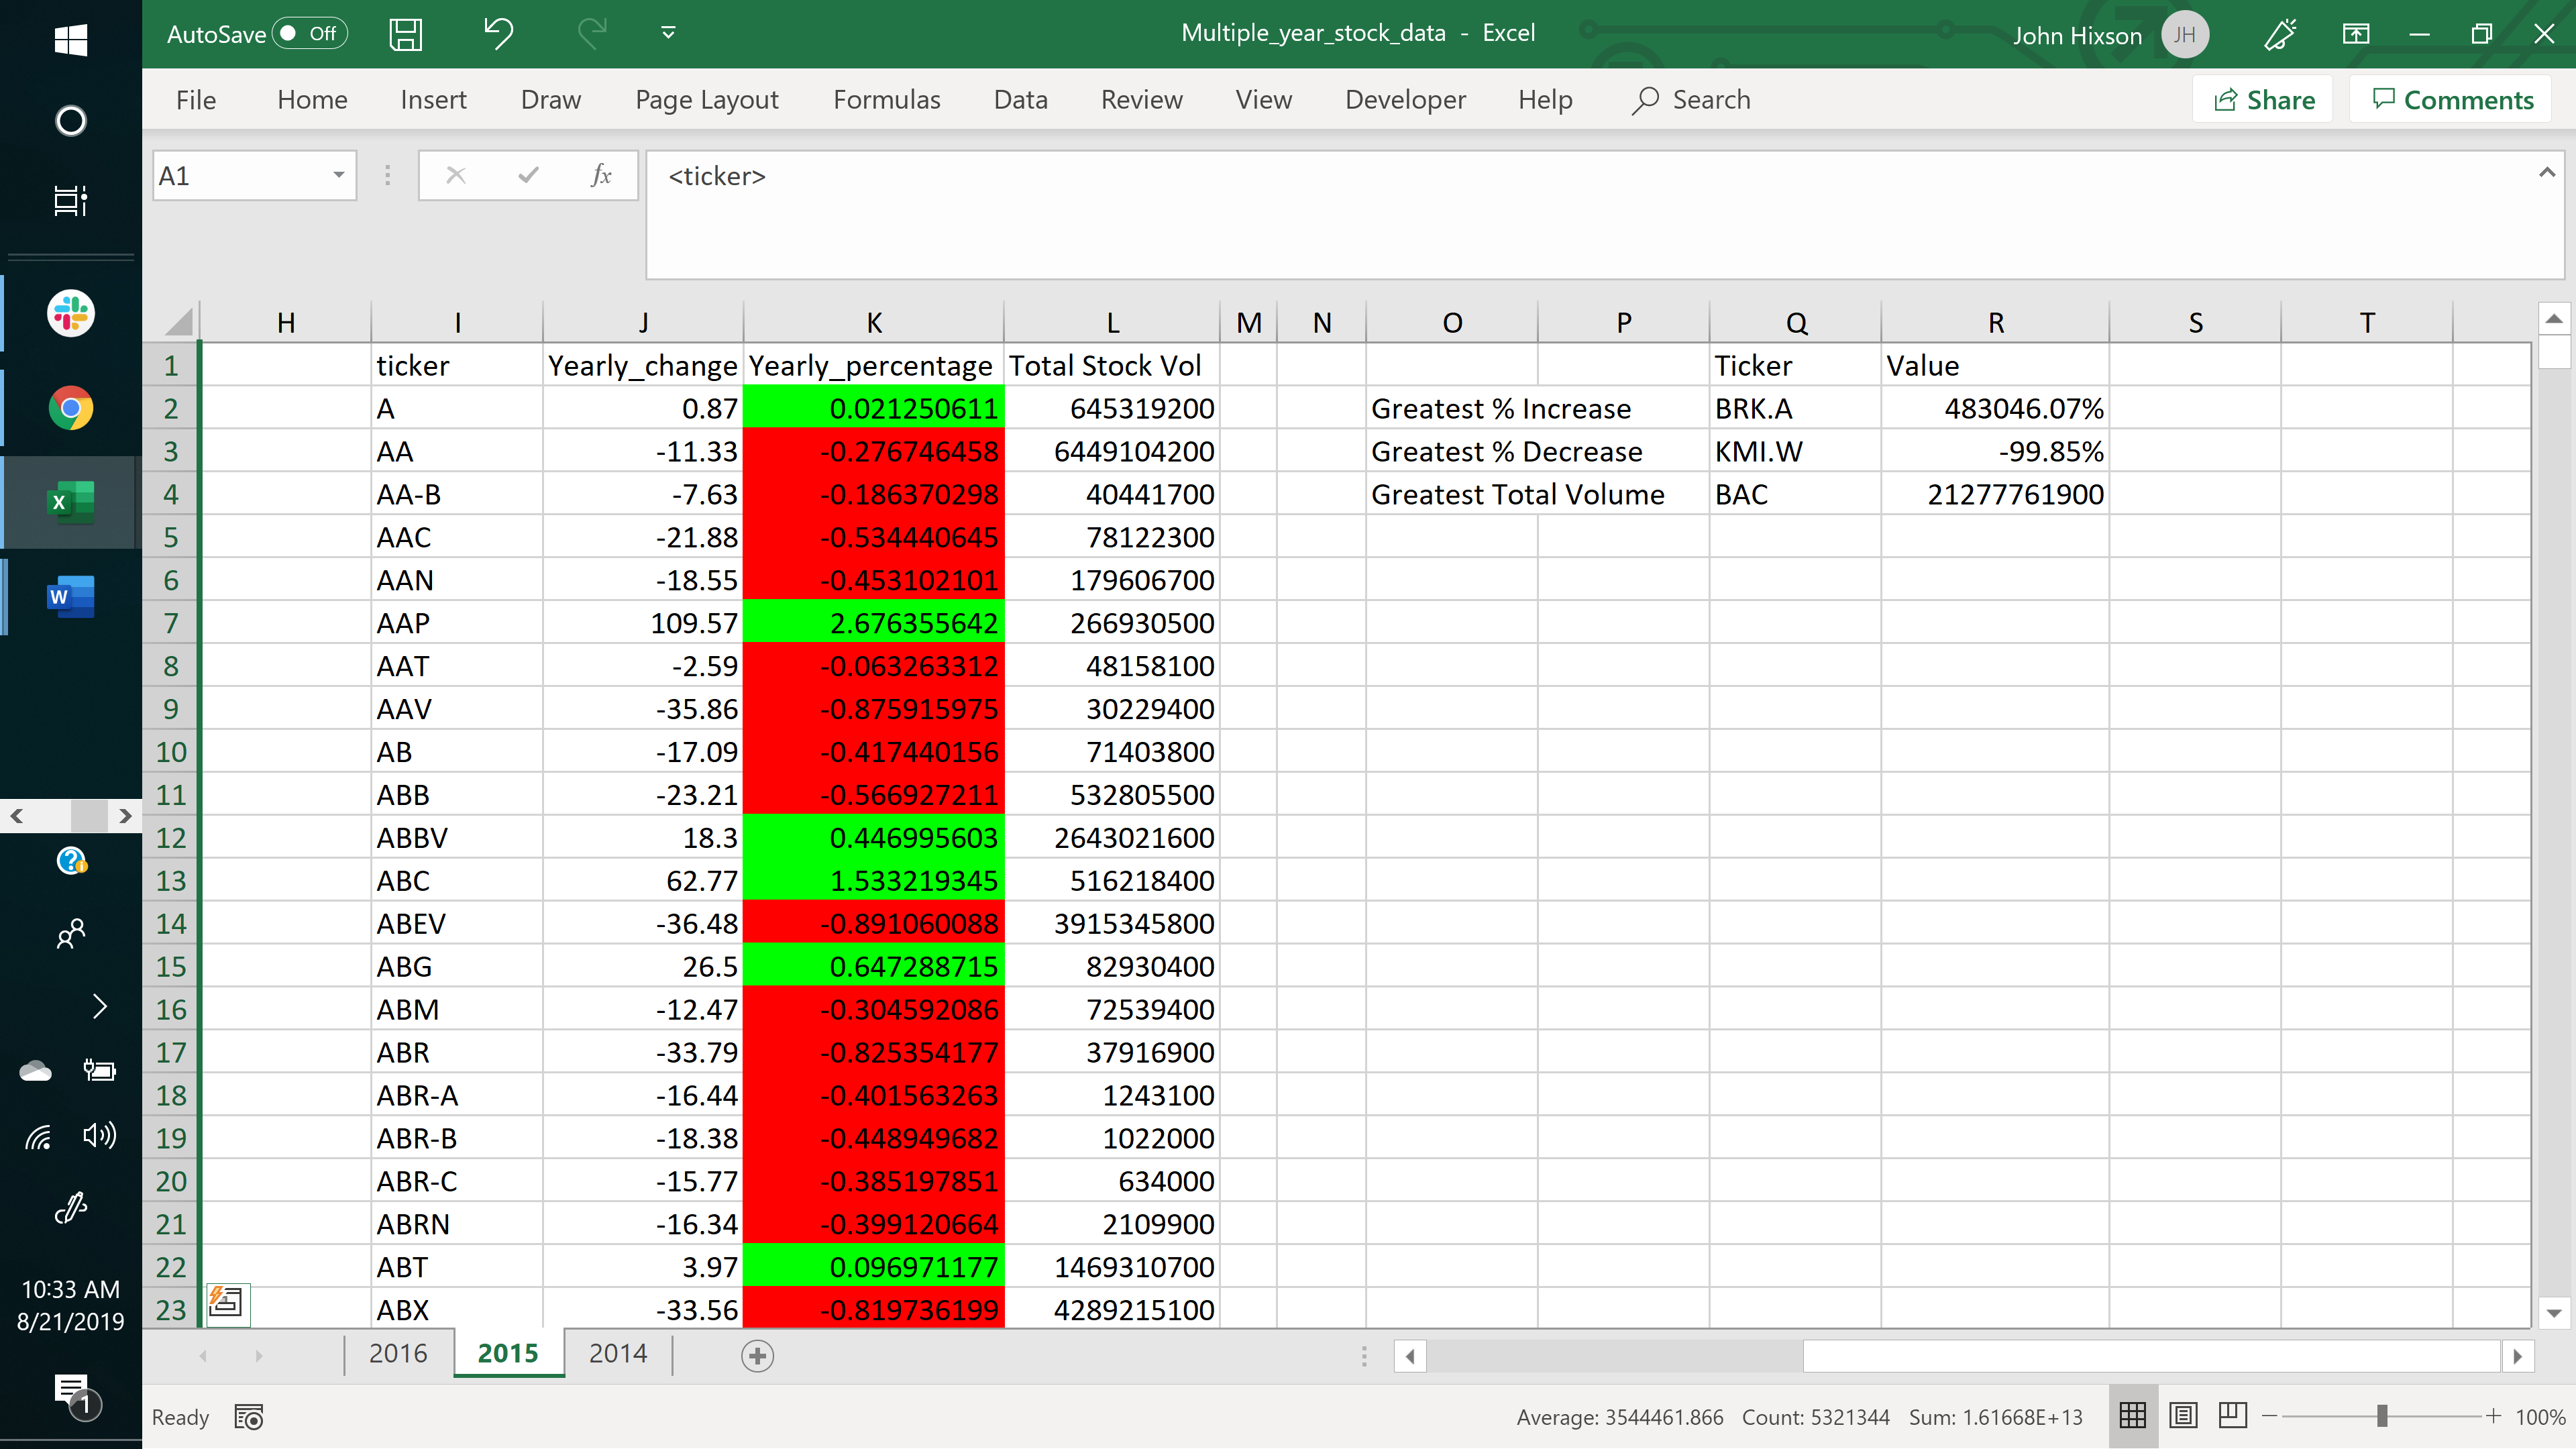 AutoSave Off Multiple_year_stock_data - Excel John Hixson JH
File Home Insert Draw Page Layout Formulas Data Review View Developer Help Search Share Comments
A1 fx <ticker>
H I J K L M N O P Q R S T
1 ticker Yearly_change Yearly_percentage Total Stock Vol Ticker Value
2 A 0.87 0.021250611 645319200 Greatest % Increase BRK.A 483046.07%
3 AA -11.33 -0.276746458 6449104200 Greatest % Decrease KMI.W -99.85%
4 AA-B -7.63 -0.186370298 40441700 Greatest Total Volume BAC 21277761900
5 AAC -21.88 -0.534440645 78122300
6 AAN -18.55 -0.453102101 179606700
7 AAP 109.57 2.676355642 266930500
8 AAT -2.59 -0.063263312 48158100
9 AAV -35.86 -0.875915975 30229400
10 AB -17.09 -0.417440156 71403800
11 ABB -23.21 -0.566927211 532805500
12 ABBV 18.3 0.446995603 2643021600
13 ABC 62.77 1.533219345 516218400
14 ABEV -36.48 -0.891060088 3915345800
15 ABG 26.5 0.647288715 82930400
16 ABM -12.47 -0.304592086 72539400
17 ABR -33.79 -0.825354177 37916900
18 ABR-A -16.44 -0.401563263 1243100
19 ABR-B -18.38 -0.448949682 1022000
20 ABR-C -15.77 -0.385197851 634000
21 ABRN -16.34 -0.399120664 2109900
22 ABT 3.97 0.096971177 1469310700
23 ABX -33.56 -0.819736199 4289215100
2016 2015 2014
Ready Average: 3544461.866 Count: 5321344 Sum: 1.61668E+13 100%
X
W
10:33 AM
8/21/2019
1